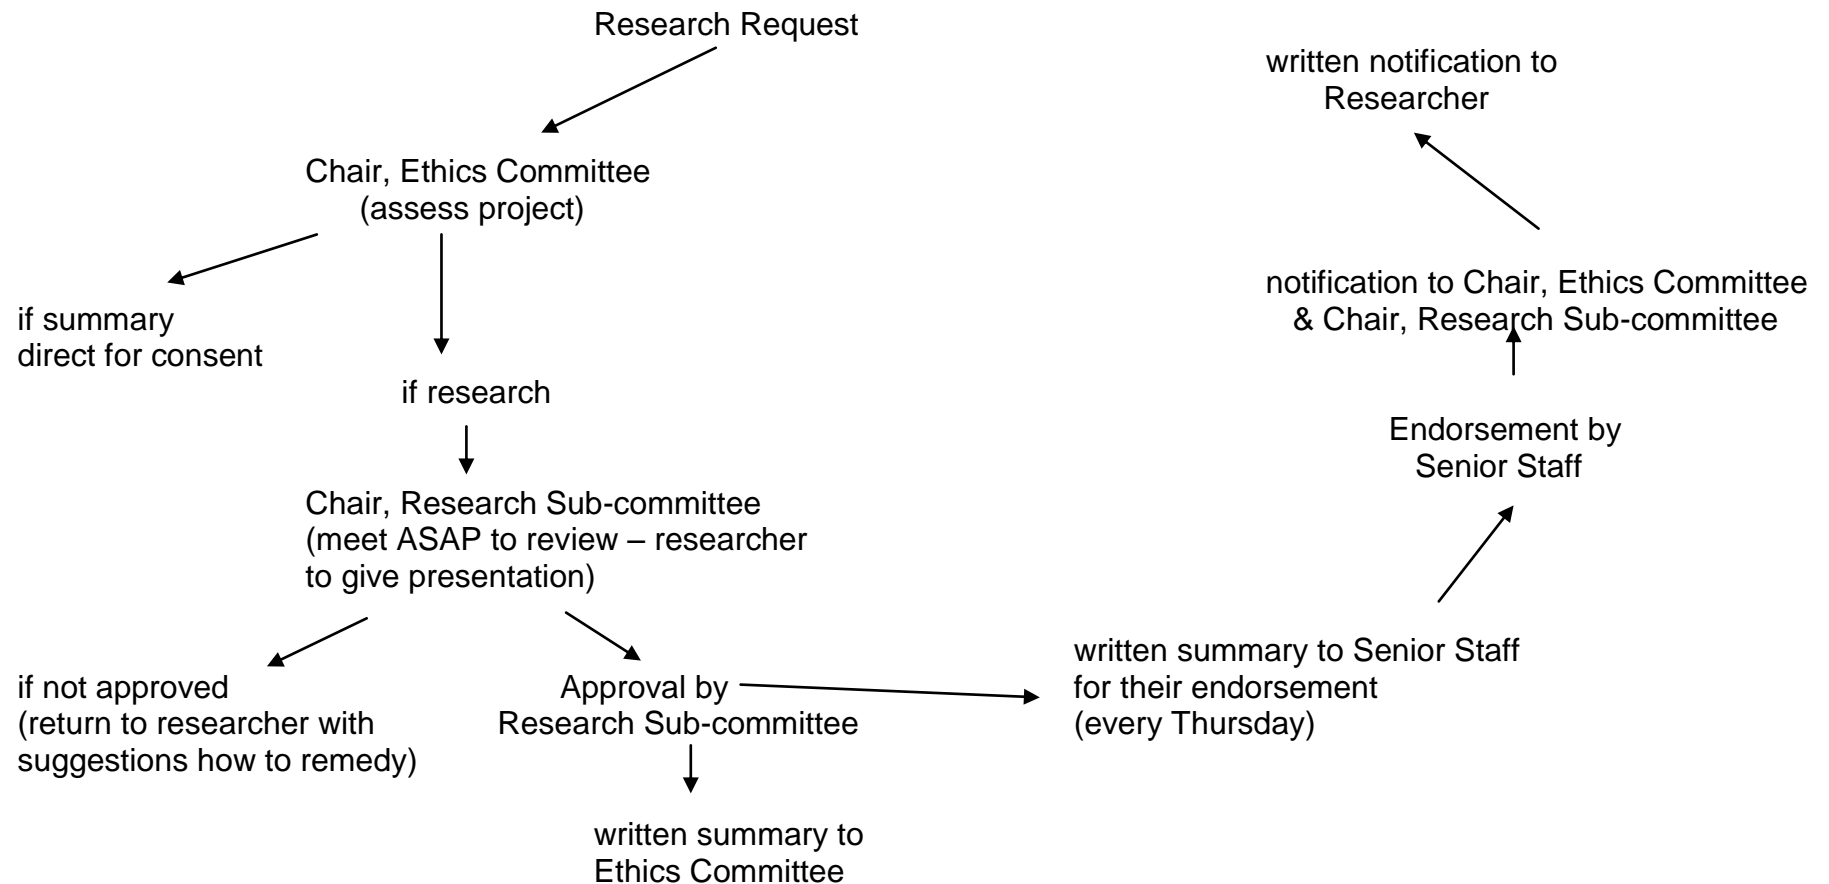 Research Request
Chair, Ethics Committee
(assess project)
if summary
direct for consent
if research
Chair, Research Sub-committee
(meet ASAP to review – researcher
to give presentation)
if not approved
(return to researcher with
suggestions how to remedy)
Approval by
Research Sub-committee
written summary to
Ethics Committee
written summary to Senior Staff
for their endorsement
(every Thursday)
Endorsement by
Senior Staff
notification to Chair, Ethics Committee
& Chair, Research Sub-committee
written notification to
Researcher